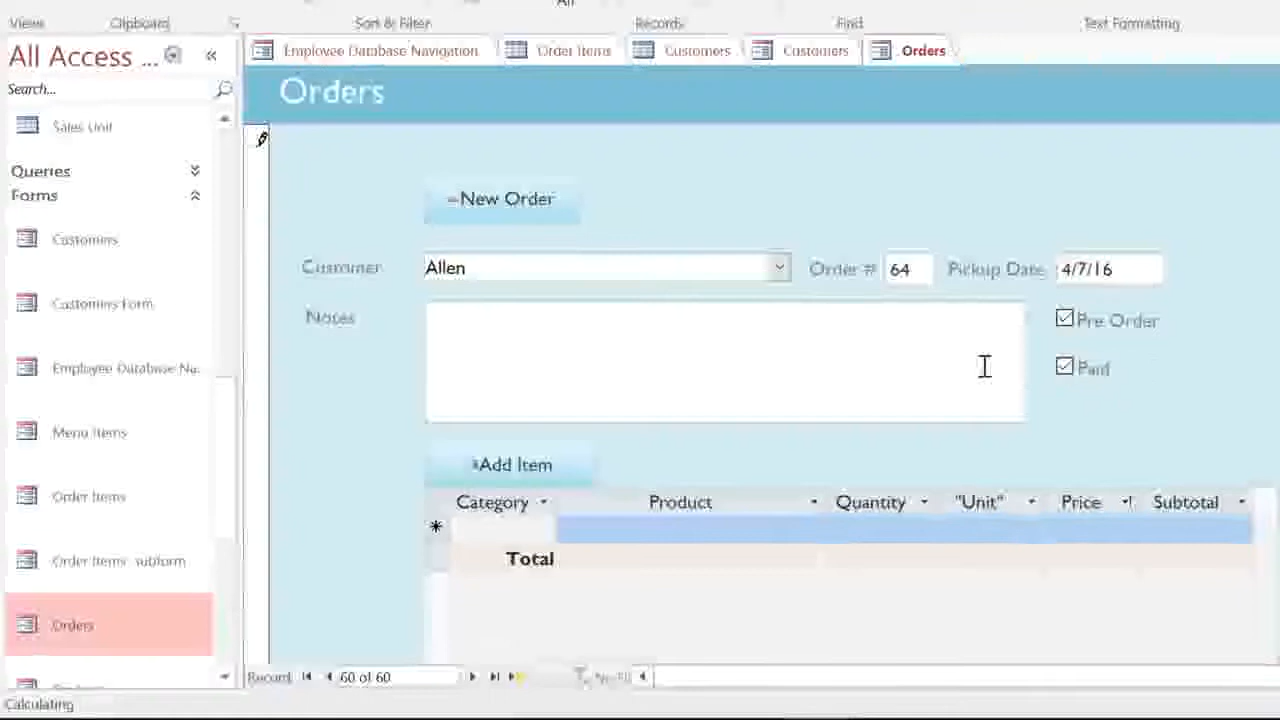 All
Views Clipboard Sort & Filter Records Find Text Formatting
All Access ... «
Employee Database Navigation Order Items Customers Customers Orders
Search...
Orders
Sales Unit
Queries
Forms
New Order
Customins
Customer Allen Order # 64 Pickup Date 4/7/16
Customins Form
Notes
Pre Order
Employee Database Na..
Paid
Menu Items
Add Item
Order Items
Category Product Quantity "Unit" Price Subtotal
*
Order Items subform
Total
Orders
Record 60 of 60
Calculating